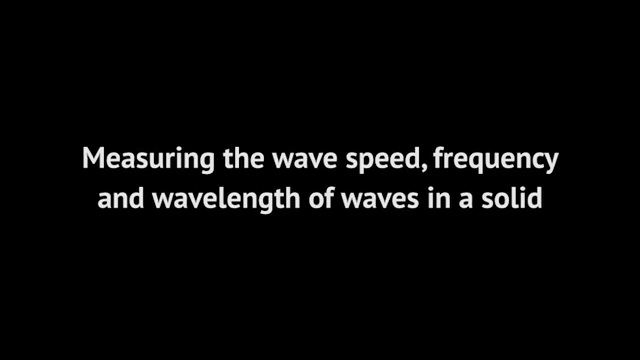 Measuring the wave speed, frequency
and wavelength of waves in a solid